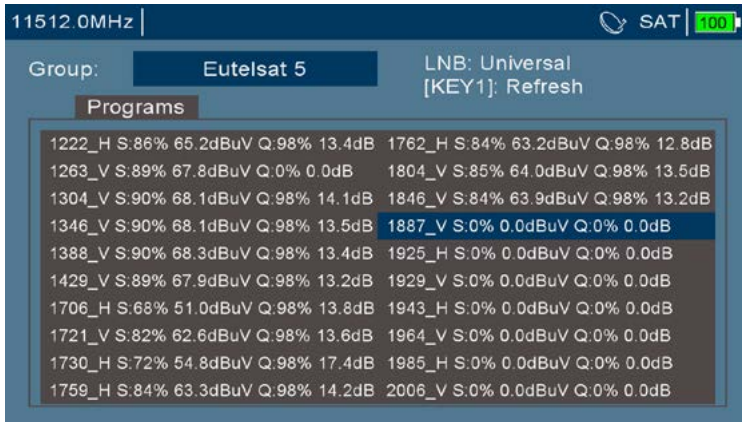 11512.0MHz SAT 100
Group: Eutelsat 5 LNB: Universal
[KEY1]: Refresh
Programs
1222_H S:86% 65.2dBuV Q:98% 13.4dB 1762_H S:84% 63.2dBuV Q:98% 12.8dB
1263_V S:89% 67.8dBuV Q:0% 0.0dB 1804_V S:85% 64.0dBuV Q:98% 13.5dB
1304_V S:90% 68.1dBuV Q:98% 14.1dB 1846_V S:84% 63.9dBuV Q:98% 13.2dB
1346_V S:90% 68.1dBuV Q:98% 13.5dB 1887_V S:0% 0.0dBuV Q:0% 0.0dB
1388_V S:90% 68.3dBuV Q:98% 13.4dB 1925_H S:0% 0.0dBuV Q:0% 0.0dB
1429_V S:89% 67.9dBuV Q:98% 13.2dB 1929_V S:0% 0.0dBuV Q:0% 0.0dB
1706_H S:68% 51.0dBuV Q:98% 13.8dB 1943_H S:0% 0.0dBuV Q:0% 0.0dB
1721_V S:82% 62.6dBuV Q:98% 13.6dB 1964_V S:0% 0.0dBuV Q:0% 0.0dB
1730_H S:72% 54.8dBuV Q:98% 17.4dB 1985_H S:0% 0.0dBuV Q:0% 0.0dB
1759_H S:84% 63.3dBuV Q:98% 14.2dB 2006_V S:0% 0.0dBuV Q:0% 0.0dB